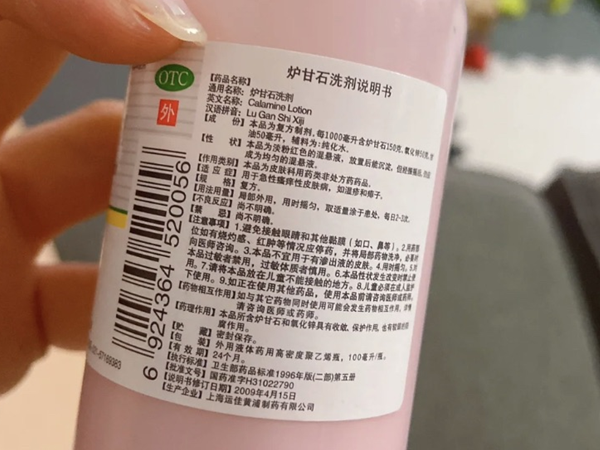 OTC
外
炉甘石洗剂说明书
【药品名称】
通用名称：炉甘石洗剂
英文名称：Calamine Lotion
汉语拼音：Lu Gan Shi Xiji
【成 份】本品为复方制剂，每1000毫升含炉甘石150克，氧化锌50克，甘
油50毫升，辅料为：纯化水。
【性 状】本品为淡粉红色的混悬液，放置后能沉淀，但经振摇后，仍应
成为均匀的混悬液。
【作用类别】本品为皮肤科用药类非处方药药品。
【适 应 症】用于急性瘙痒性皮肤病，如湿疹和痱子。
【规 格】复方。
【用法用量】局部外用，用时摇匀，取适量涂于患处，每日2~3次。
【不良反应】尚不明确。
【禁 忌】尚不明确。
【注意事项】1.避免接触眼睛和其他黏膜（如口、鼻等）。2.用药部
位如有烧灼感、红肿等情况应停药，并将局部药物洗净，必要时
向医师咨询。3.本品不宜用于有渗出液的皮肤。4.用时摇匀。5.对
本品过敏者禁用，过敏体质者慎用。6.本品性状发生改变时禁止使
用。7.请将本品放在儿童不能接触的地方。8.儿童必须在成人监护
下使用。9.如正在使用其他药品，使用本品前请咨询医师或药师。
【药物相互作用】如与其它药物同时使用可能会发生药物相互作用，详情
请咨询医师或药师。
【药理作用】本品所含炉甘石和氧化锌具有收敛、保护作用，也有较弱的防
腐作用。
【贮 藏】密封保存。
【包 装】外用液体药用高密度聚乙烯瓶，100毫升/瓶。
【有 效 期】24个月。
【执行标准】卫生部药品标准1996年版(二部)第五册
【批准文号】国药准字H31022790
【说明书修订日期】2009年4月15日
【生产企业】上海运佳黄浦制药有限公司
6 924364 520056